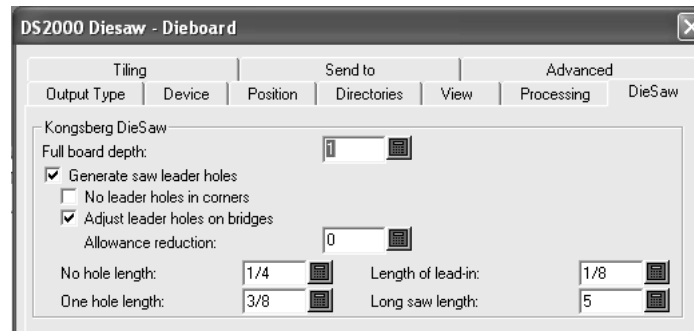 DS2000 Diesaw - Dieboard
Tiling Send to Advanced
Output Type Device Position Directories View Processing DieSaw
Kongsberg DieSaw
Full board depth: 1
Generate saw leader holes
No leader holes in corners
Adjust leader holes on bridges
Allowance reduction: 0
No hole length: 1/4 Length of lead-in: 1/8
One hole length: 3/8 Long saw length: 5